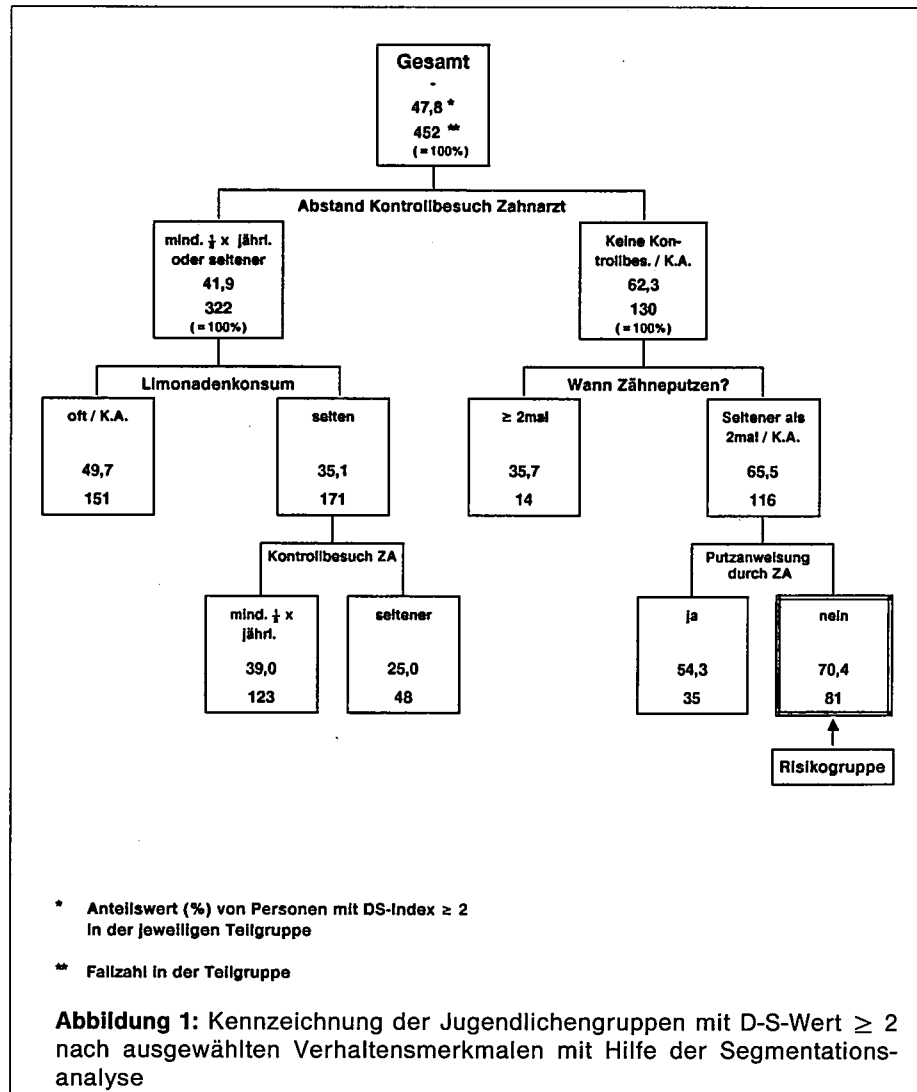 Gesamt
-
47,8 *
452 **
(=100%)
Abstand Kontrollbesuch Zahnarzt
mind. ½ x jährl.
oder seltener
41,9
322
(=100%)
Keine Kon-
trollbes. / K.A.
62,3
130
(=100%)
Limonadenkonsum
Wann Zähneputzen?
oft / K.A.
49,7
151
selten
35,1
171
≥ 2mal
35,7
14
Seltener als
2mal / K.A.
65,5
116
Kontrollbesuch ZA
Putzanweisung
durch ZA
mind. ½ x
jährl.
39,0
123
seltener
25,0
48
ja
54,3
35
nein
70,4
81
Risikogruppe
* Anteilswert (%) von Personen mit DS-Index ≥ 2
in der jeweiligen Teilgruppe
** Fallzahl in der Teilgruppe
Abbildung 1: Kennzeichnung der Jugendlichengruppen mit D-S-Wert ≥ 2
nach ausgewählten Verhaltensmerkmalen mit Hilfe der Segmentations-
analyse